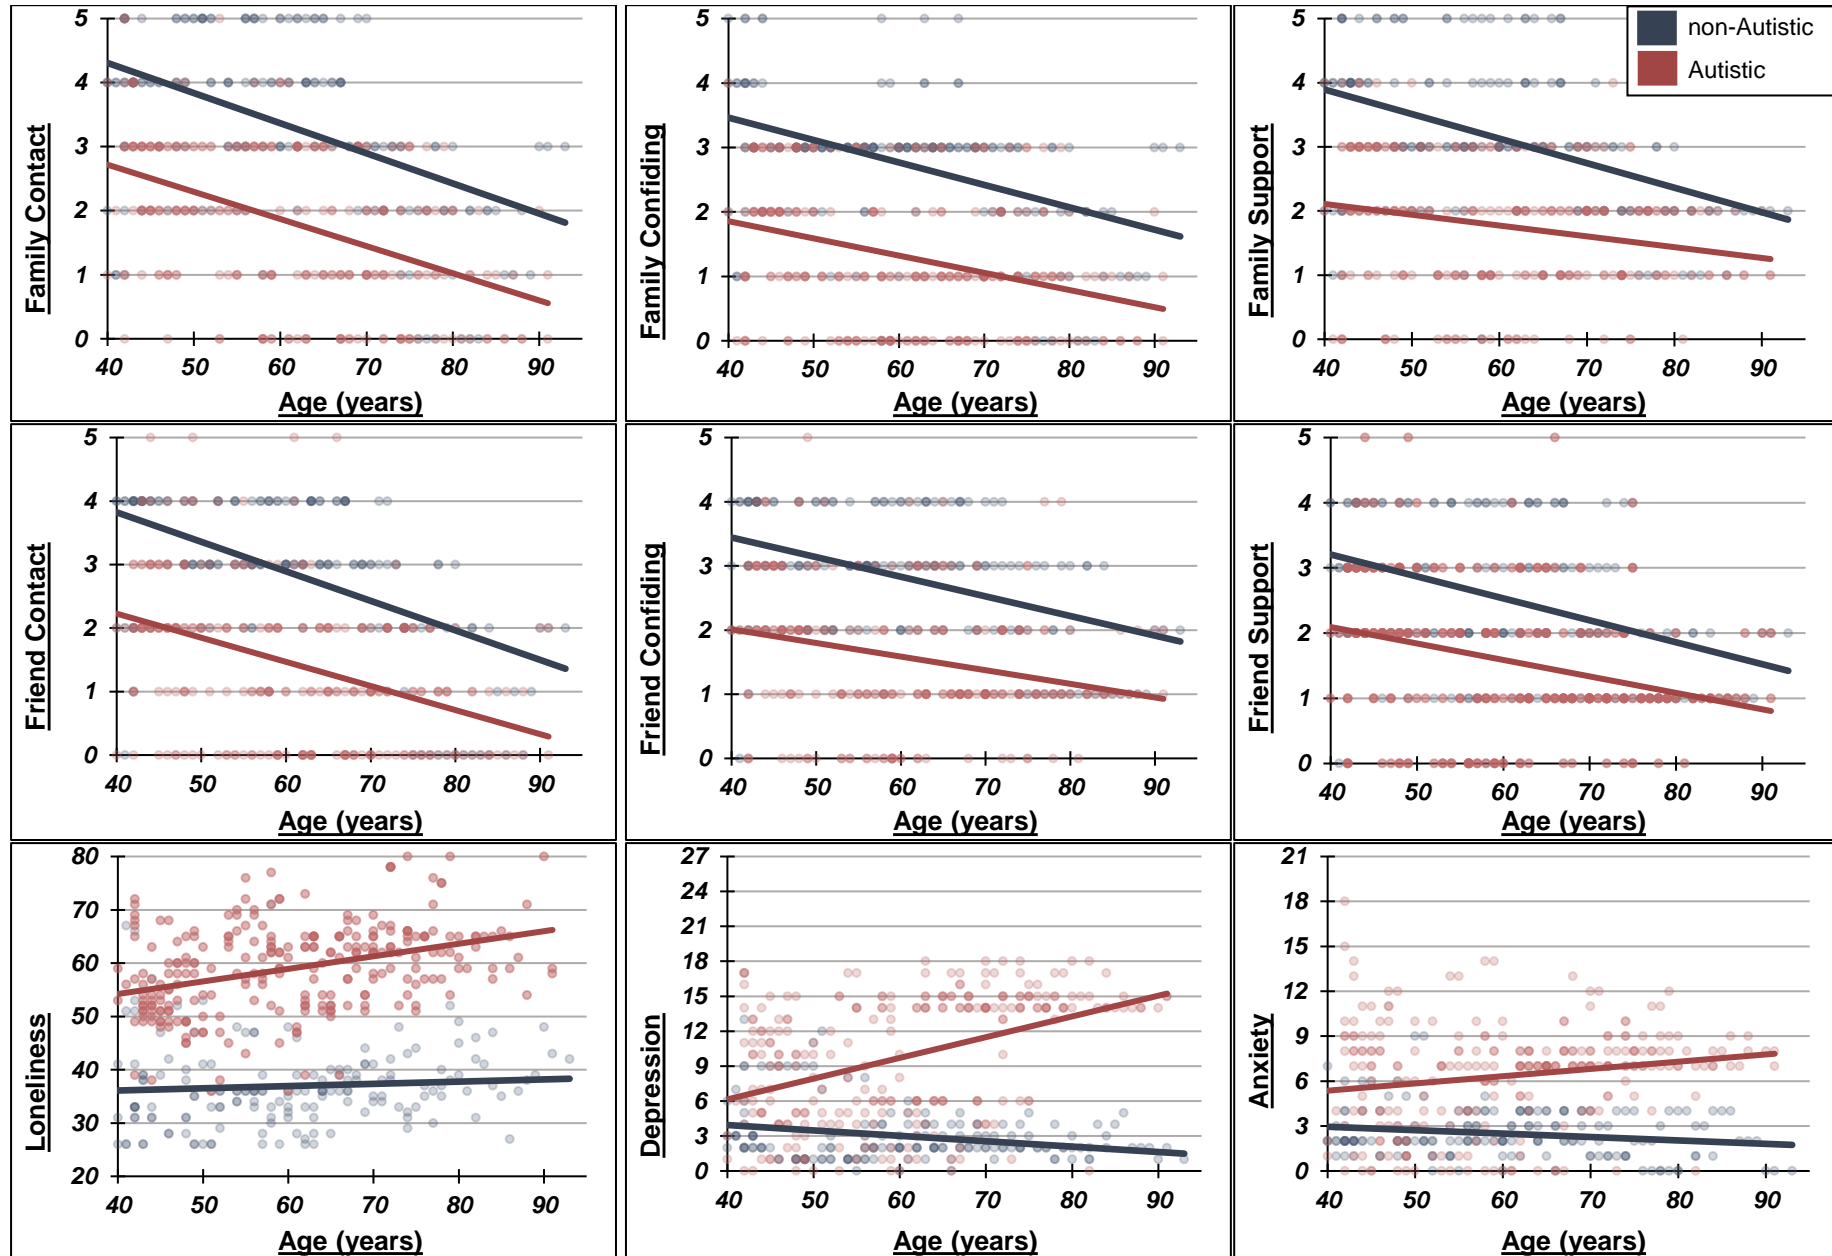 non-Autistic
Autistic
5
4
3
2
1
0
Family Contact
40 50 60 70 80 90
Age (years)
5
4
3
2
1
0
Family Confiding
40 50 60 70 80 90
Age (years)
5
4
3
2
1
0
Family Support
40 50 60 70 80 90
Age (years)
5
4
3
2
1
0
Friend Contact
40 50 60 70 80 90
Age (years)
5
4
3
2
1
0
Friend Confiding
40 50 60 70 80 90
Age (years)
5
4
3
2
1
0
Friend Support
40 50 60 70 80 90
Age (years)
80
70
60
50
40
30
20
Loneliness
40 50 60 70 80 90
Age (years)
27
24
21
18
15
12
9
6
3
0
Depression
40 50 60 70 80 90
Age (years)
21
18
15
12
9
6
3
0
Anxiety
40 50 60 70 80 90
Age (years)